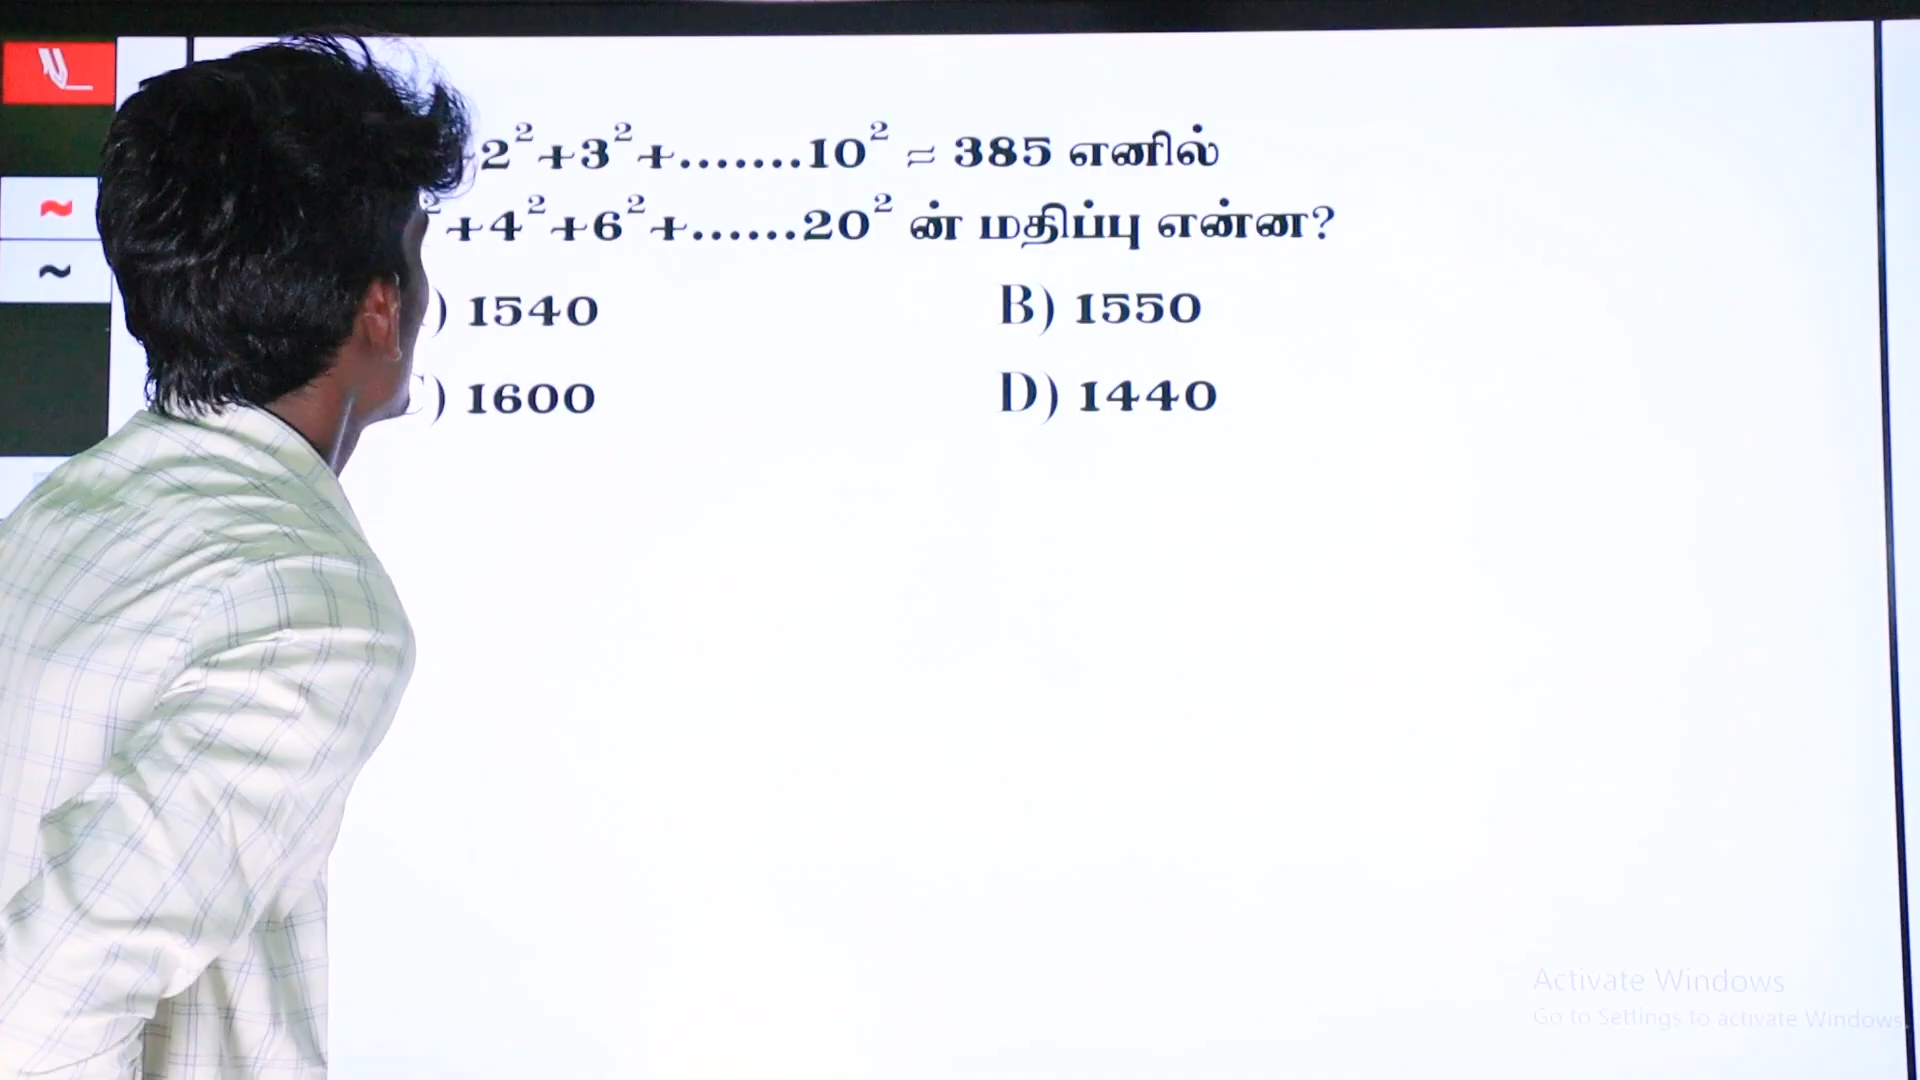 2²+3²+.......10² = 385 எனில்
²+4²+6²+......20² ன் மதிப்பு என்ன?
) 1540 B) 1550
C) 1600 D) 1440
Activate Windows
Go to Settings to activate Windows.